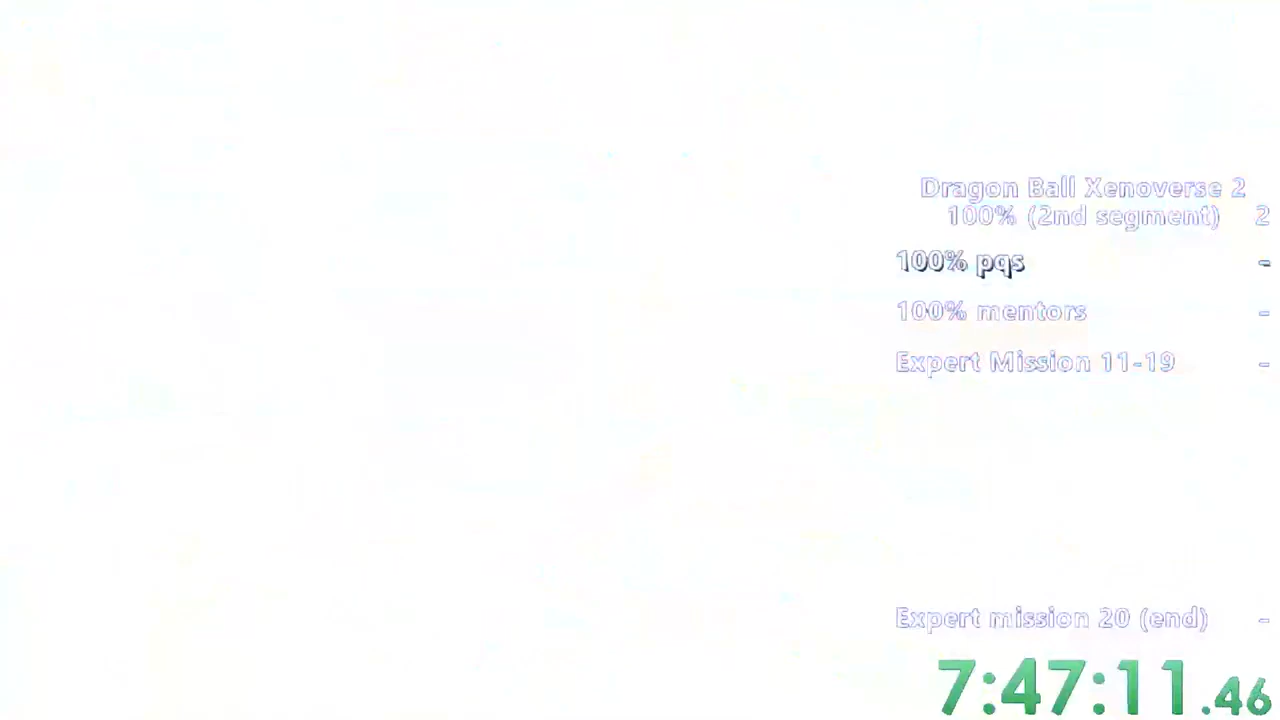 Dragon Ball Xenoverse 2
100% (2nd segment) 2
100% pqs -
100% mentors -
Expert Mission 11-19 -
Expert mission 20 (end) -
7:47:11.46